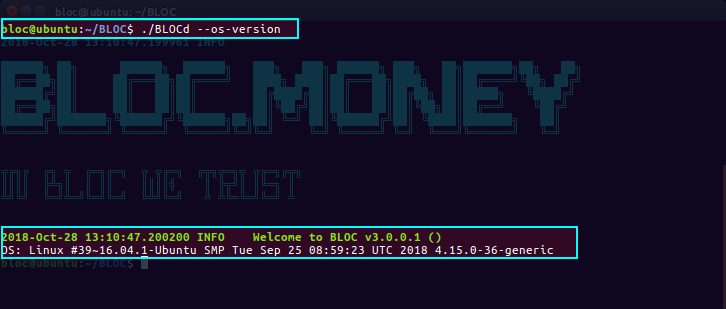 bloc@ubuntu: ~/BLOC
bloc@ubuntu:~/BLOC$ ./BLOCd --os-version
2018-Oct-28 13:10:47.199961 INFO
BLOC.MONEY
IN BLOC WE TRUST
2018-Oct-28 13:10:47.200200 INFO    Welcome to BLOC v3.0.0.1 ()
OS: Linux #39~16.04.1-Ubuntu SMP Tue Sep 25 08:59:23 UTC 2018 4.15.0-36-generic
bloc@ubuntu:~/BLOC$